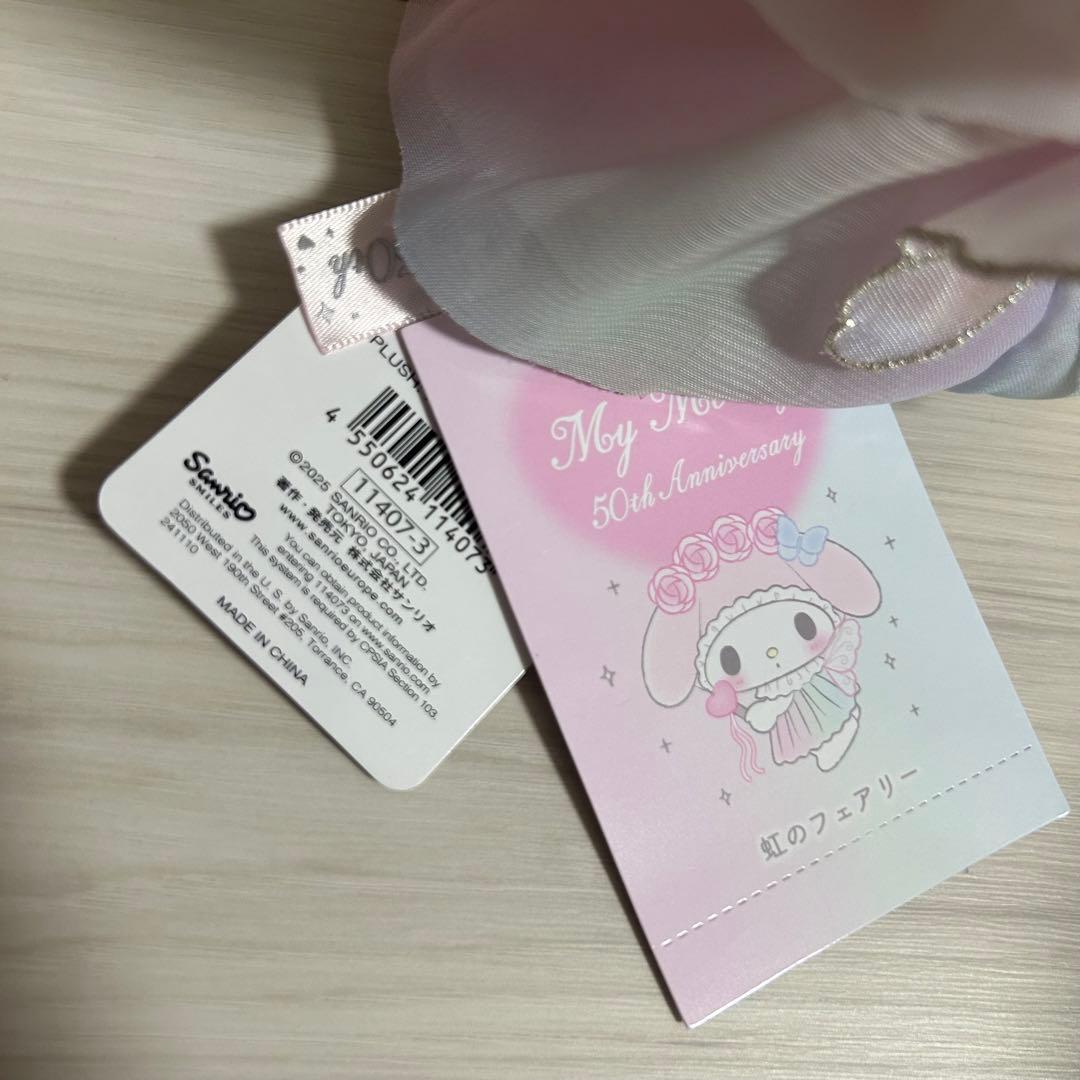 50th
PLUSH
4 550624 114073
11407-3
©2025 SANRIO CO., LTD.
TOKYO, JAPAN
著作・発売元 株式会社サンリオ
www.sanrioeurope.com
You can obtain product information by
entering 114073 on www.sanrio.com
This system is required by CPSIA Section 103.
Sanrio
SMILES
Distributed in the U. S. by Sanrio, INC.
2050 West 190th Street #205, Torrance, CA 90504
241110
MADE IN CHINA
My Me
50th Anniversary
虹のフェアリー